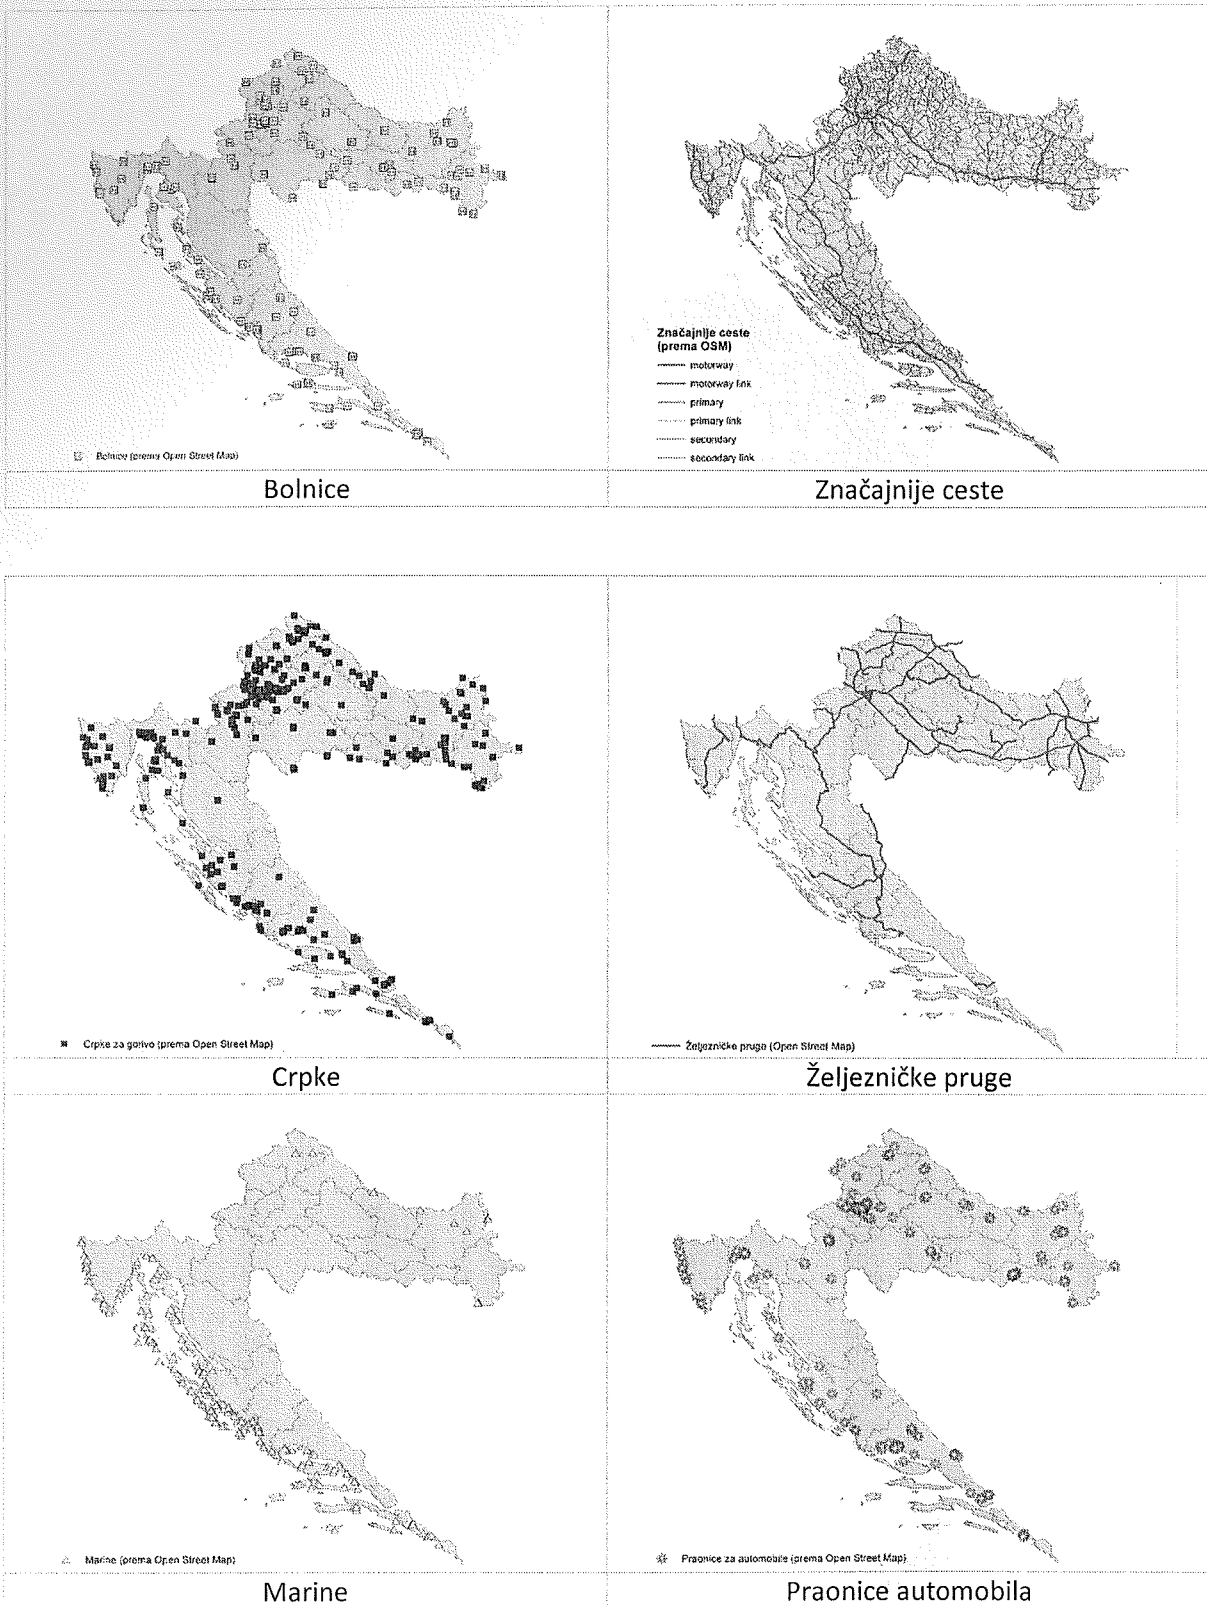 Bolnice (prema Open Street Map)
Značajnije ceste
(prema OSM)
motorway
motorway link
primary
primary link
secondary
secondary link
Bolnice
Značajnije ceste
Crpke za gorivo (prema Open Street Map)
Željezničke pruge (Open Street Map)
Crpke
Željezničke pruge
Marine (prema Open Street Map)
Praonice za automobile (prema Open Street Map)
Marine
Praonice automobila